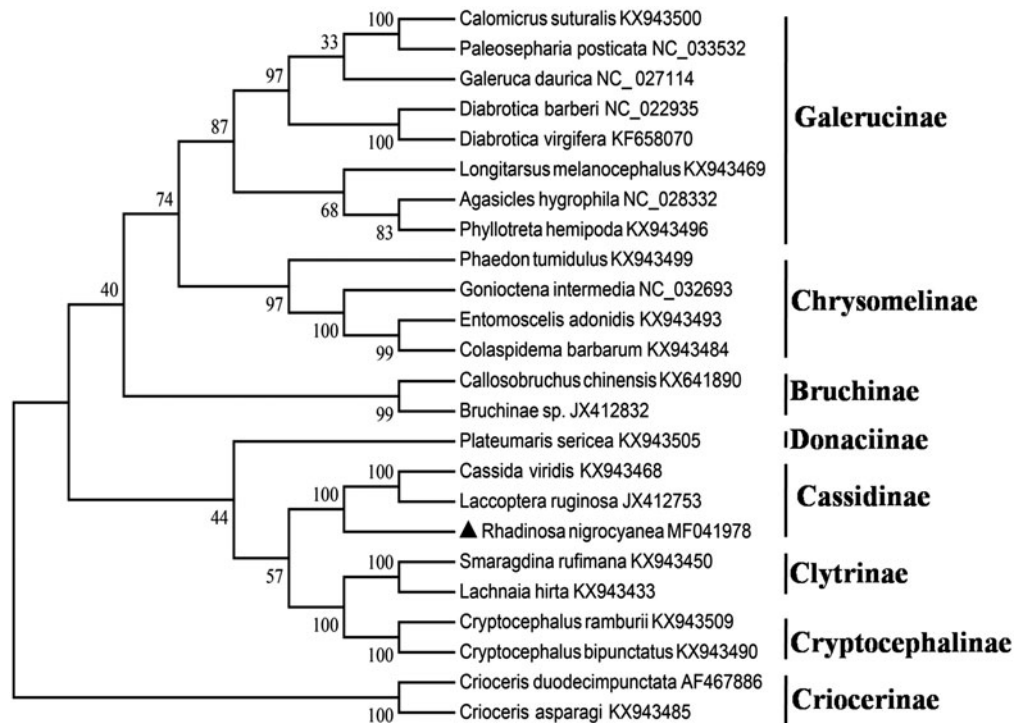 100
Calomicrus suturalis KX943500
33
Paleosepharia posticata NC_033532
97
Galeruca daurica NC_ 027114
87
Diabrotica barberi NC_022935
100
Diabrotica virgifera KF658070
Galerucinae
74
Longitarsus melanocephalus KX943469
68
Agasicles hygrophila NC_028332
83
Phyllotreta hemipoda KX943496
40
Phaedon tumidulus KX943499
97
Gonioctena intermedia NC_032693
100
Entomoscelis adonidis KX943493
99
Colaspidema barbarum KX943484
Chrysomelinae
Callosobruchus chinensis KX641890
99
Bruchinae sp. JX412832
Bruchinae
44
Plateumaris sericea KX943505
Donaciinae
100
Cassida viridis KX943468
100
Laccoptera ruginosa JX412753
▲ Rhadinosa nigrocyanea MF041978
Cassidinae
57
100
Smaragdina rufimana KX943450
Lachnaia hirta KX943433
Clytrinae
100
Cryptocephalus ramburii KX943509
100
Cryptocephalus bipunctatus KX943490
Cryptocephalinae
Crioceris duodecimpunctata AF467886
100
Crioceris asparagi KX943485
Criocerinae